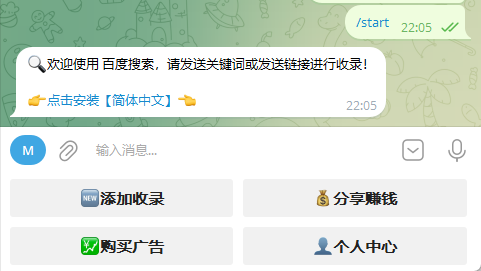 /start
22:05
🔍欢迎使用 百度搜索，请发送关键词或发送链接进行收录！
👉点击安装【简体中文】👈
22:05
M
输入消息...
🆕添加收录
💰分享赚钱
💹购买广告
👤个人中心